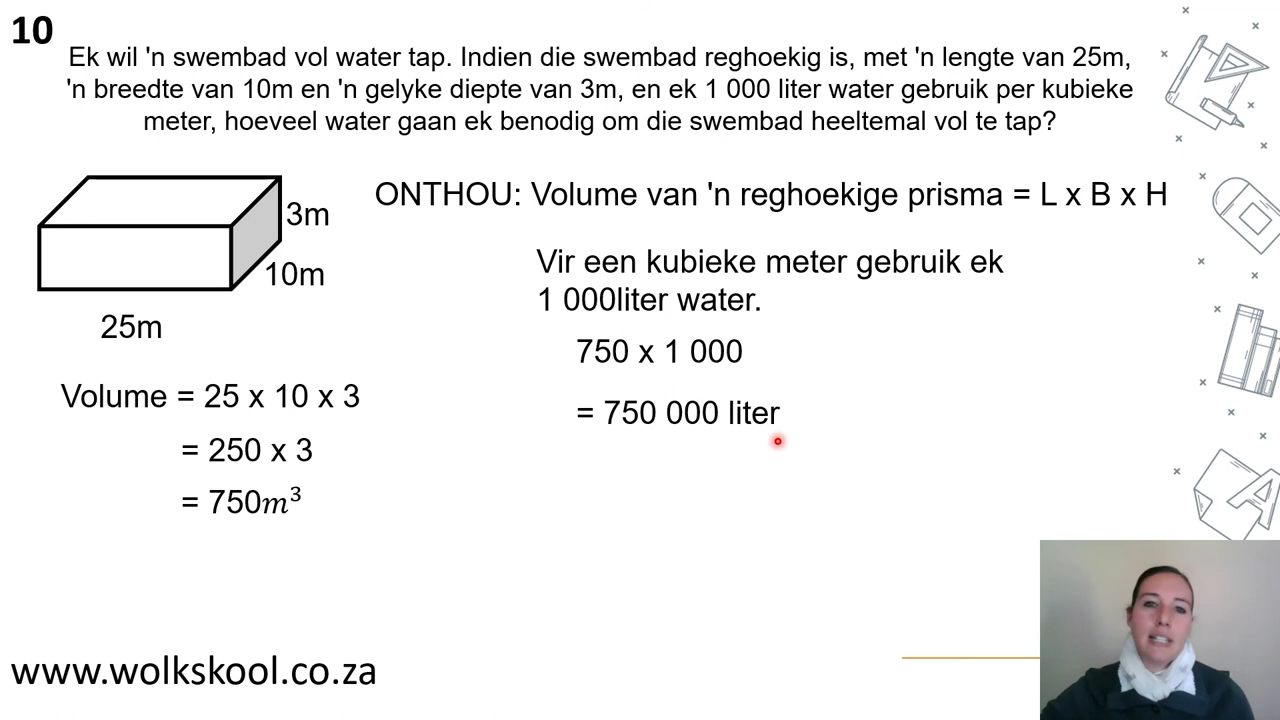 10
Ek wil 'n swembad vol water tap. Indien die swembad reghoekig is, met 'n lengte van 25m,
'n breedte van 10m en 'n gelyke diepte van 3m, en ek 1 000 liter water gebruik per kubieke
meter, hoeveel water gaan ek benodig om die swembad heeltemal vol te tap?
ONTHOU: Volume van 'n reghoekige prisma = L x B x H
3m
10m
25m
Vir een kubieke meter gebruik ek
1 000liter water.
750 x 1 000
= 750 000 liter
Volume = 25 x 10 x 3
= 250 x 3
= 750m³
www.wolkskool.co.za